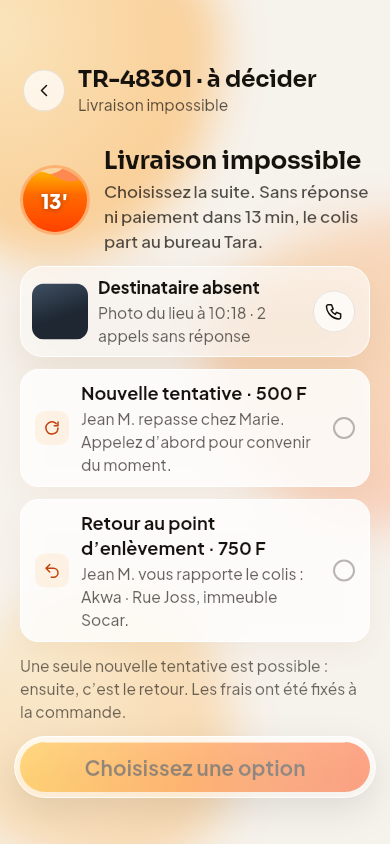 TR-48301 · à décider
Livraison impossible
Livraison impossible
13′
Choisissez la suite. Sans réponse
ni paiement dans 13 min, le colis
part au bureau Tara.
Destinataire absent
Photo du lieu à 10:18 · 2
appels sans réponse
Nouvelle tentative · 500 F
Jean M. repasse chez Marie.
Appelez d’abord pour convenir
du moment.
Retour au point
d’enlèvement · 750 F
Jean M. vous rapporte le colis :
Akwa · Rue Joss, immeuble
Socar.
Une seule nouvelle tentative est possible :
ensuite, c’est le retour. Les frais ont été fixés à
la commande.
Choisissez une option